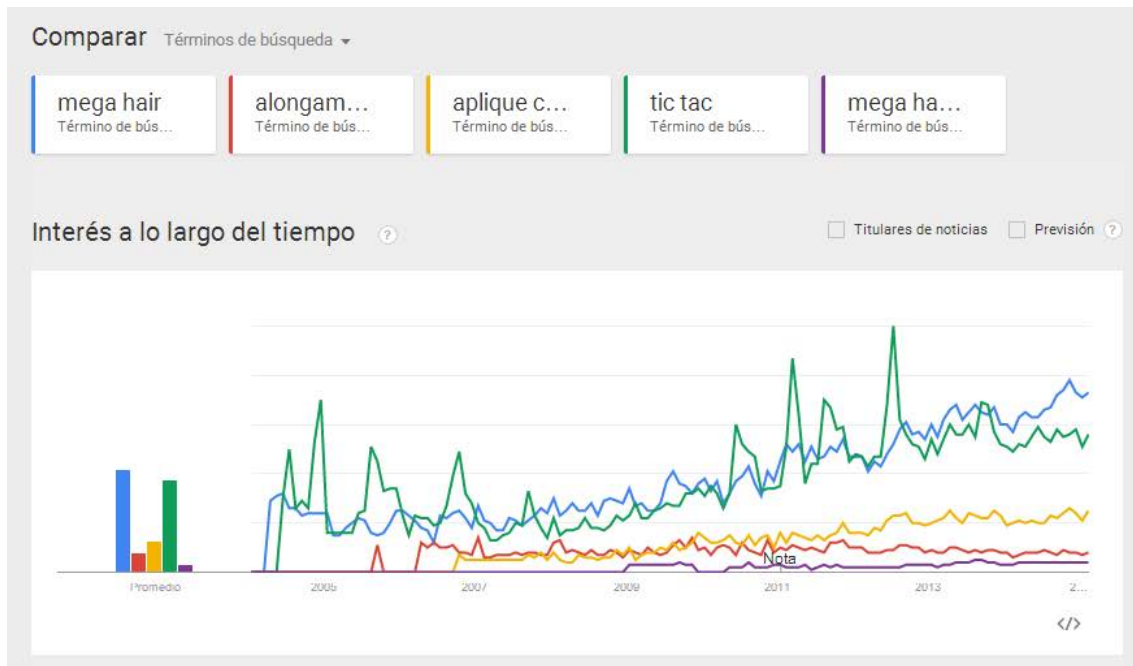 Comparar Términos de búsqueda
mega hair alongam... aplique c... tic tac mega ha...
Término de bús... Término de bús... Término de bús... Término de bús... Término de bús...
Interés a lo largo del tiempo ? Titulares de noticias Previsión ?
Nota
Promedio 2005 2007 2009 2011 2013 2...
</>